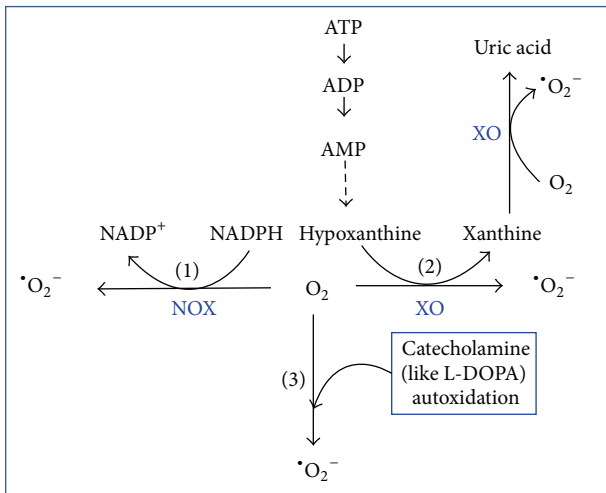 ATP
Uric acid
•O₂⁻
ADP
XO
AMP
O₂
NADP⁺
NADPH
Hypoxanthine
Xanthine
(1)
(2)
•O₂⁻
O₂
•O₂⁻
NOX
XO
Catecholamine
(like L-DOPA)
autoxidation
(3)
•O₂⁻